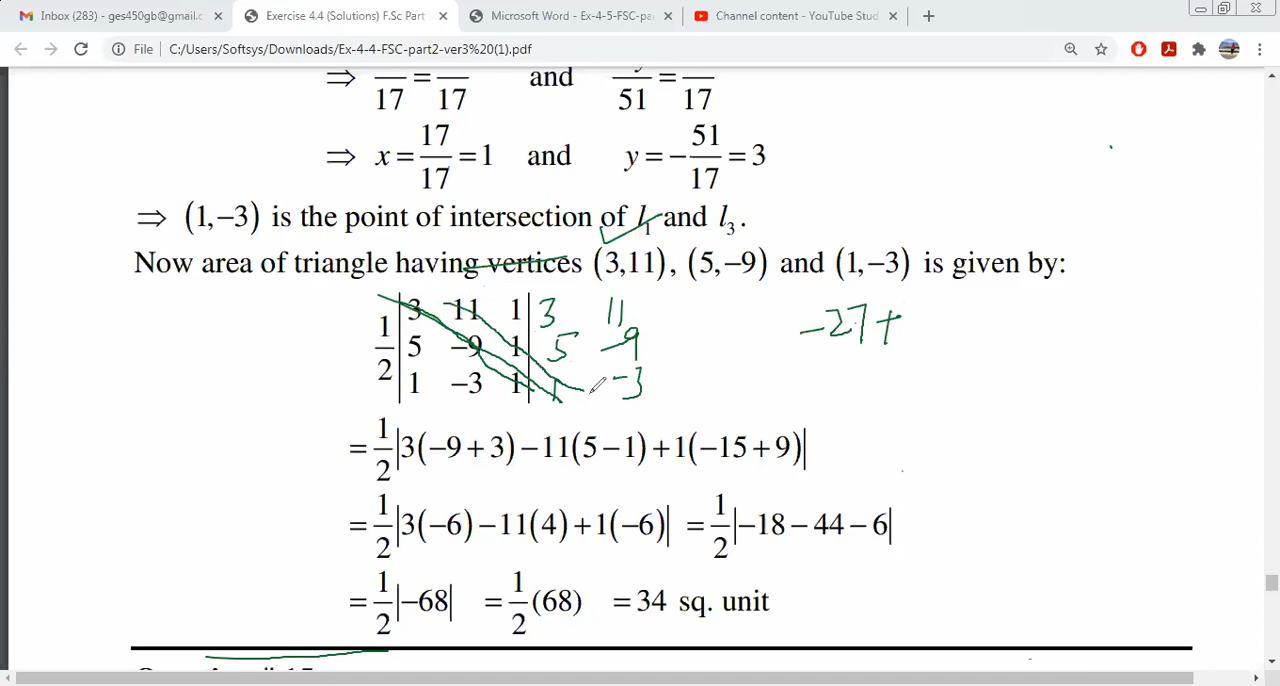 Inbox (283) - ges450gb@gmail.c
Exercise 4.4 (Solutions) F.Sc Part
Microsoft Word - Ex-4-5-FSC-pa
Channel content - YouTube Stud
File C:/Users/Softsys/Downloads/Ex-4-4-FSC-part2-ver3%20(1).pdf
⇒ 17 = 17 and 51 = 17
⇒ x = 17/17 = 1 and y = − 51/17 = 3
⇒ (1,−3) is the point of intersection of l₁ and l₃.
Now area of triangle having vertices (3,11), (5,−9) and (1,−3) is given by:
1/2 | 3 11 1 | 3 11 −27+
5 −9 1 | 5 −9
1 −3 1 | 1 −3
= 1/2 |3(−9+3)−11(5−1)+1(−15+9)|
= 1/2 |3(−6)−11(4)+1(−6)| = 1/2 |−18−44−6|
= 1/2 |−68| = 1/2 (68) = 34 sq. unit